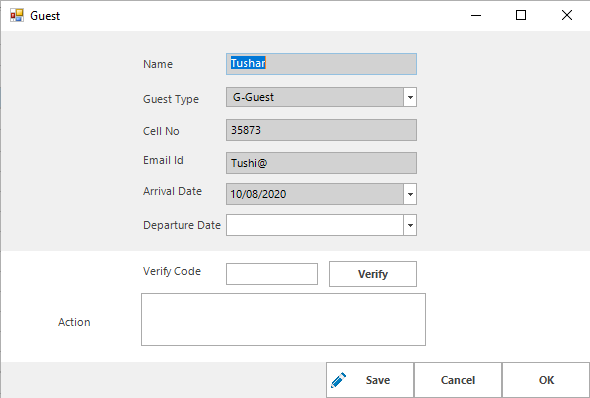 Guest
Name Tushar
Guest Type G-Guest
Cell No 35873
Email Id Tushi@
Arrival Date 10/08/2020
Departure Date
Verify Code Verify
Action
Save Cancel OK